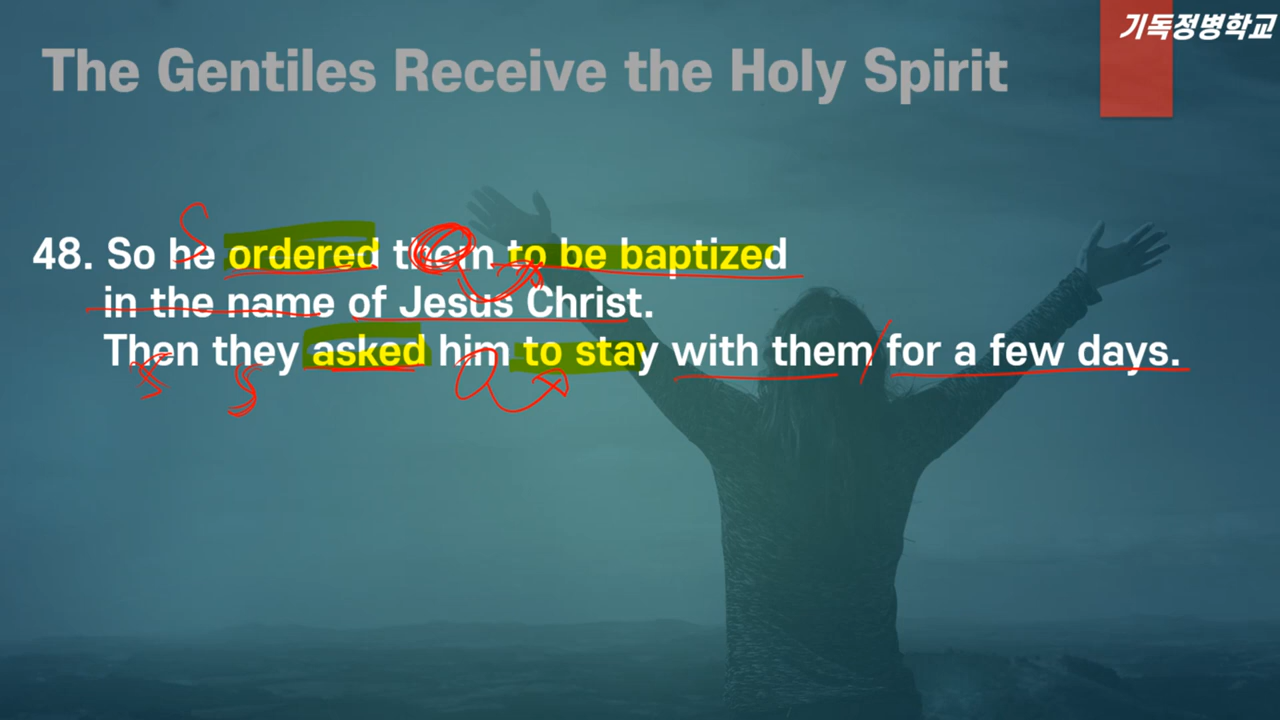 기독정병학교
The Gentiles Receive the Holy Spirit
48. So he ordered them to be baptized
in the name of Jesus Christ.
Then they asked him to stay with them/for a few days.
S
S